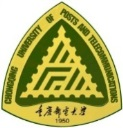 CHONGQING UNIVERSITY OF POSTS AND TELECOMMUNICATIONS
重庆邮电大学
1950